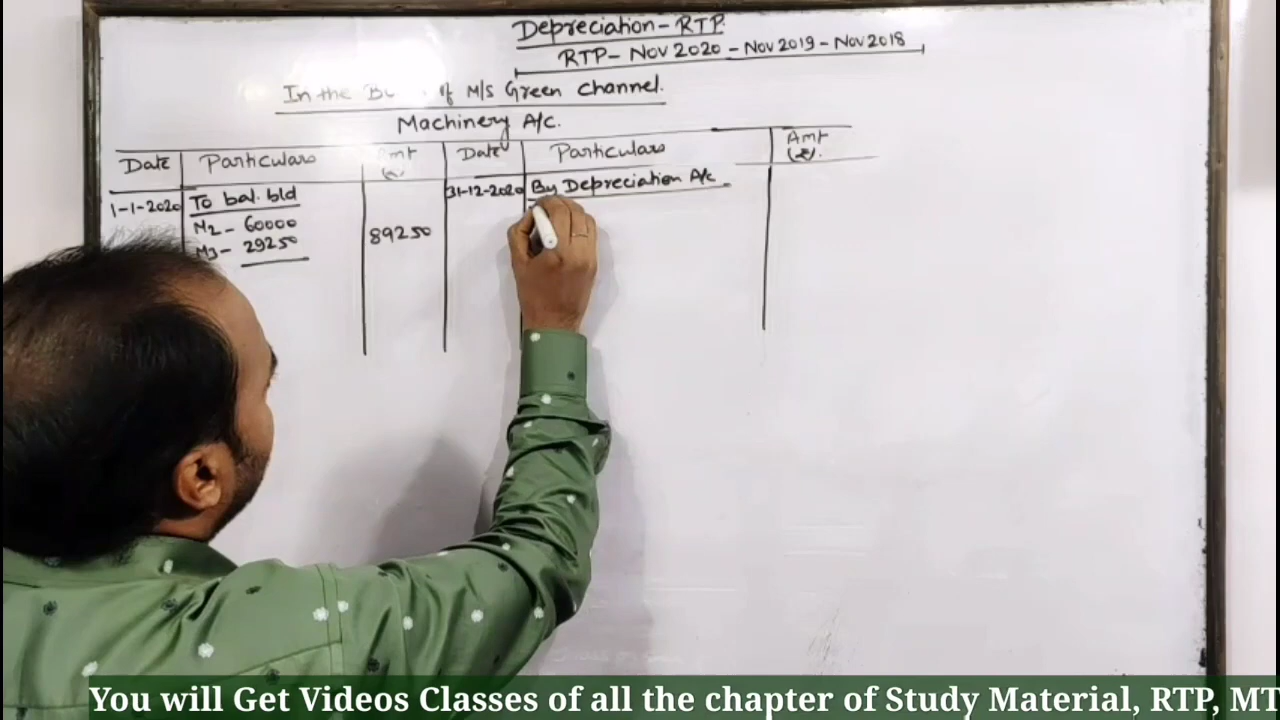 Depreciation - RTP.
RTP - Nov 2020 - Nov 2019 - Nov 2018
In the of M/S Green Channel.
Machinery A/c.
Date Particulars Amt (₹) Date Particulars Amt (₹).
1-1-2020 To bal. b/d 31-12-2020 By Depreciation A/c
M2 - 60000
M3 - 29250 89250
You will Get Videos Classes of all the chapter of Study Material, RTP, MT